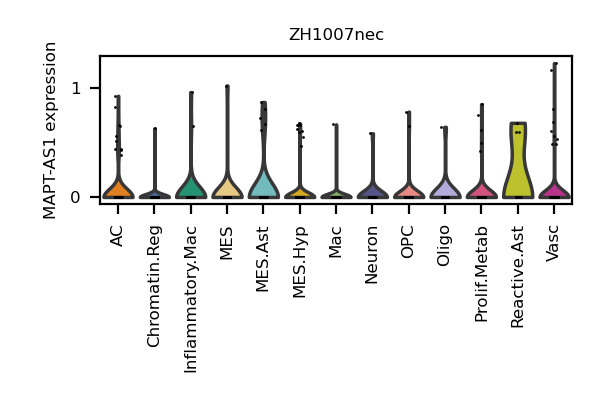 ZH1007nec
MAPT-AS1 expression
1
0
AC
Chromatin.Reg
Inflammatory.Mac
MES
MES.Ast
MES.Hyp
Mac
Neuron
OPC
Oligo
Prolif.Metab
Reactive.Ast
Vasc